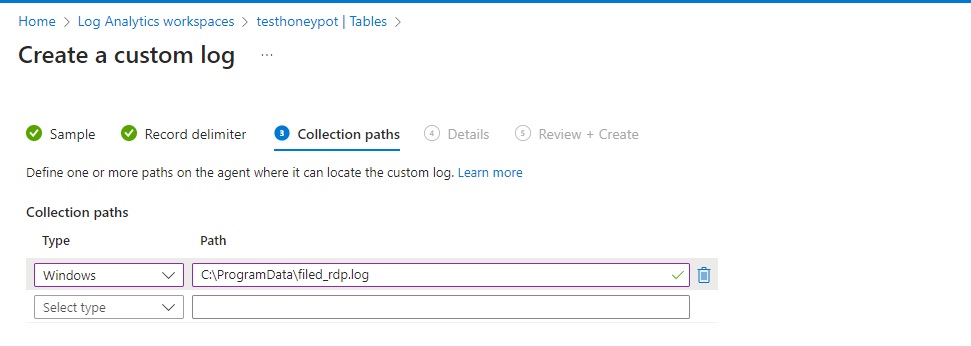 Home > Log Analytics workspaces > testhoneypot | Tables >
Create a custom log ...
Sample Record delimiter 3 Collection paths 4 Details 5 Review + Create
Define one or more paths on the agent where it can locate the custom log. Learn more
Collection paths
Type Path
Windows C:\ProgramData\filed_rdp.log
Select type